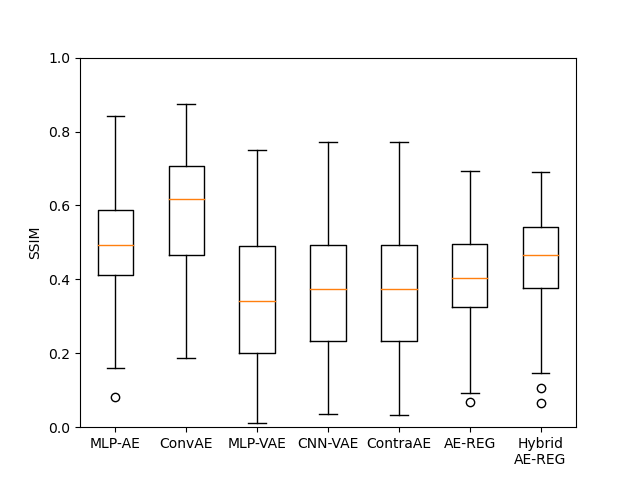 1.0
0.8
0.6
0.4
0.2
0.0
SSIM
MLP-AE
ConvAE
MLP-VAE
CNN-VAE
ContraAE
AE-REG
Hybrid
AE-REG